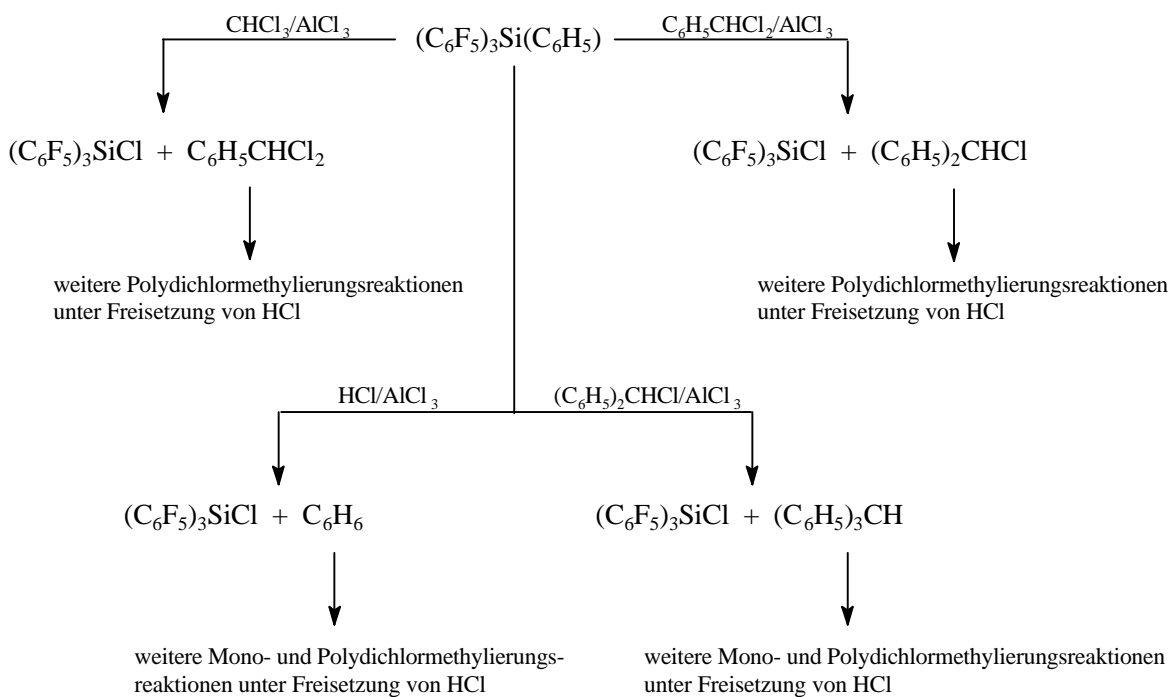 CHCl3/AlCl3 (C6F5)3Si(C6H5) C6H5CHCl2/AlCl3
(C6F5)3SiCl + C6H5CHCl2 (C6F5)3SiCl + (C6H5)2CHCl
weitere Polydichlormethylierungsreaktionen
unter Freisetzung von HCl
weitere Polydichlormethylierungsreaktionen
unter Freisetzung von HCl
HCl/AlCl3 (C6H5)2CHCl/AlCl3
(C6F5)3SiCl + C6H6 (C6F5)3SiCl + (C6H5)3CH
weitere Mono- und Polydichlormethylierungs-
reaktionen unter Freisetzung von HCl
weitere Mono- und Polydichlormethylierungsreaktionen
unter Freisetzung von HCl